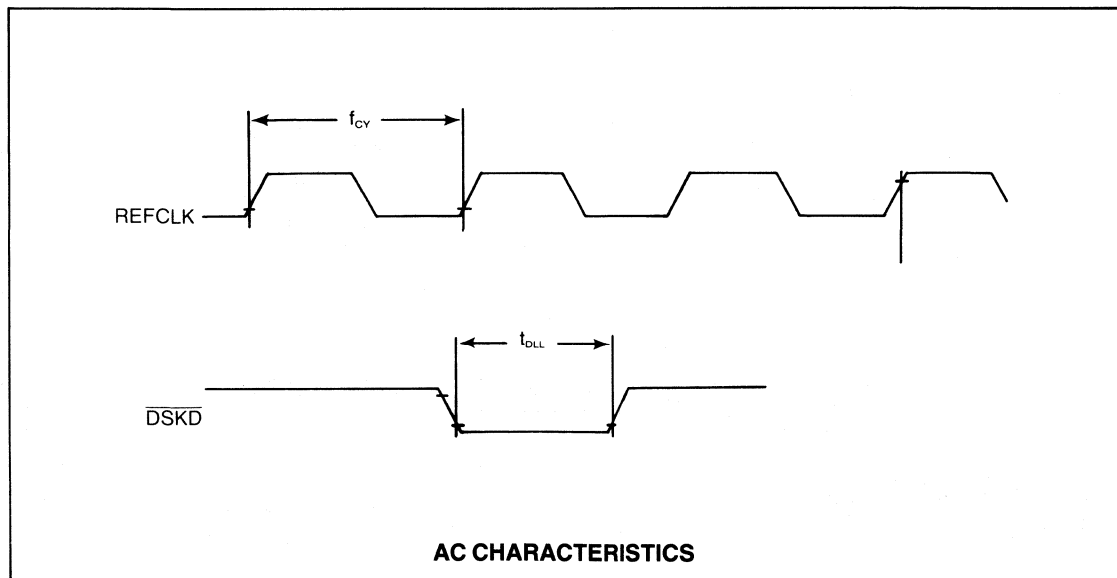 f_CY
REFCLK
t_DLL
DSKD
AC CHARACTERISTICS